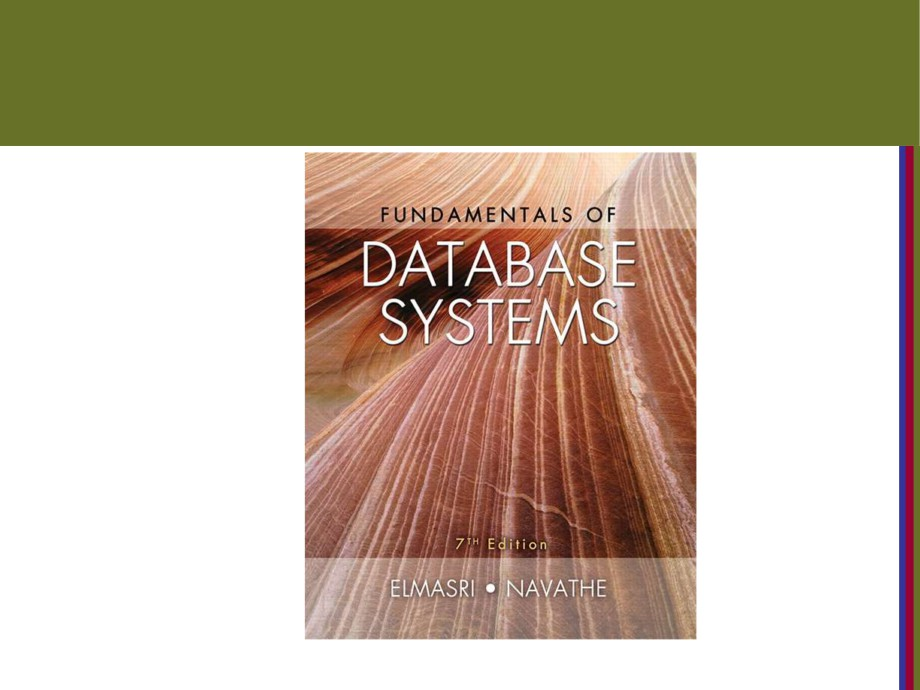 FUNDAMENTALS OF
DATABASE
SYSTEMS
7TH Edition
ELMASRI • NAVATHE